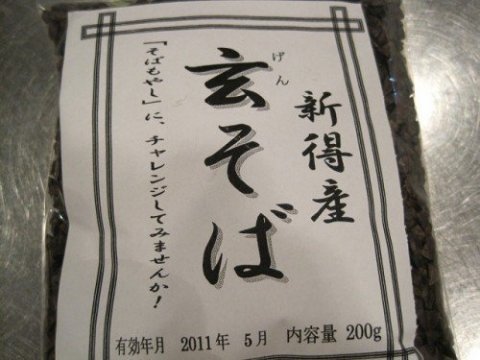 新得産
玄そば
げん
「そばもやし」に、チャレンジしてみませんか！
有効年月 2011年 5月 内容量 200g